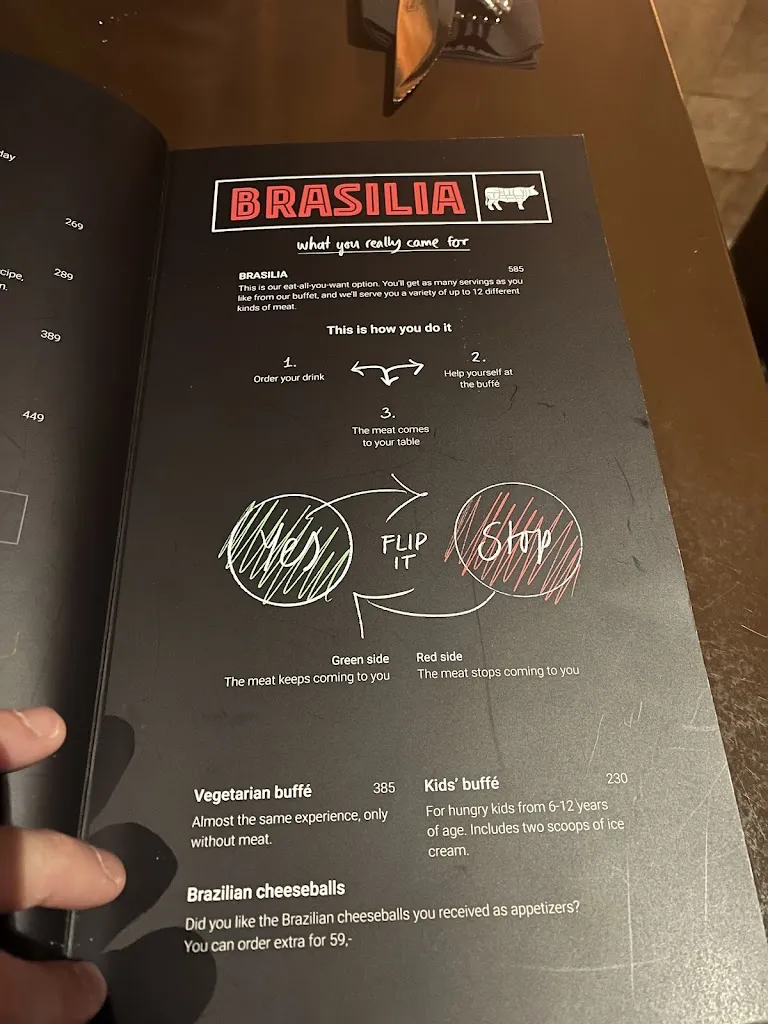 day
269
cipe,
289
n.
389
449
BRASILIA
what you really came for
BRASILIA 585
This is our eat-all-you-want option. You'll get as many servings as you
like from our buffet, and we'll serve you a variety of up to 12 different
kinds of meat.
This is how you do it
1.
Order your drink
2.
Help yourself at
the buffé
3.
The meat comes
to your table
Yes
FLIP
IT
Stop
Green side
The meat keeps coming to you
Red side
The meat stops coming to you
Vegetarian buffé 385
Almost the same experience, only
without meat.
Kids' buffé 230
For hungry kids from 6-12 years
of age. Includes two scoops of ice
cream.
Brazilian cheeseballs
Did you like the Brazilian cheeseballs you received as appetizers?
You can order extra for 59,-